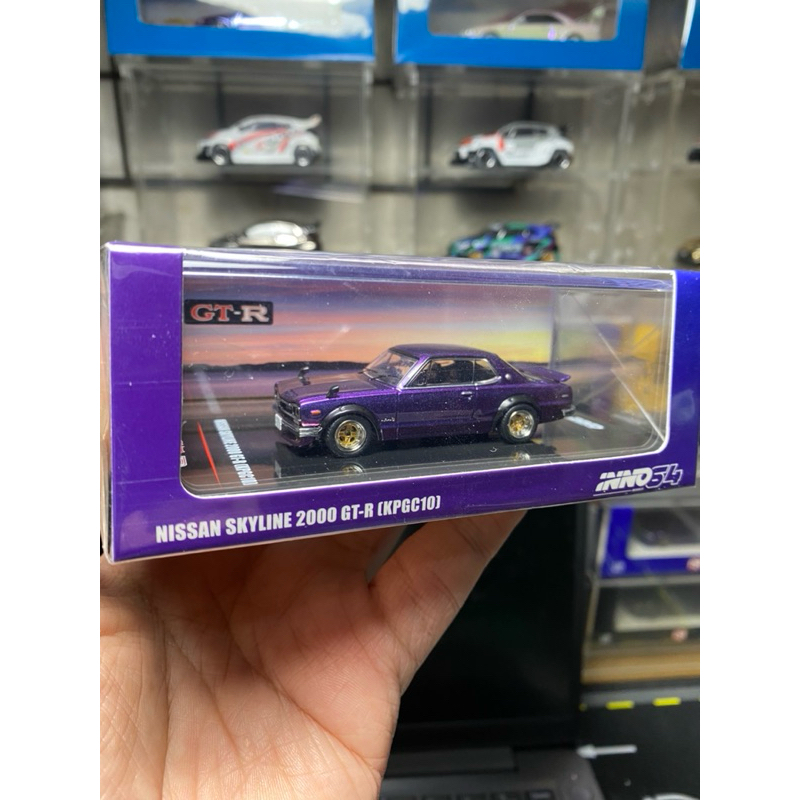 GT-R
NISSAN SKYLINE 2000 GT-R (KPGC10)
INNO64